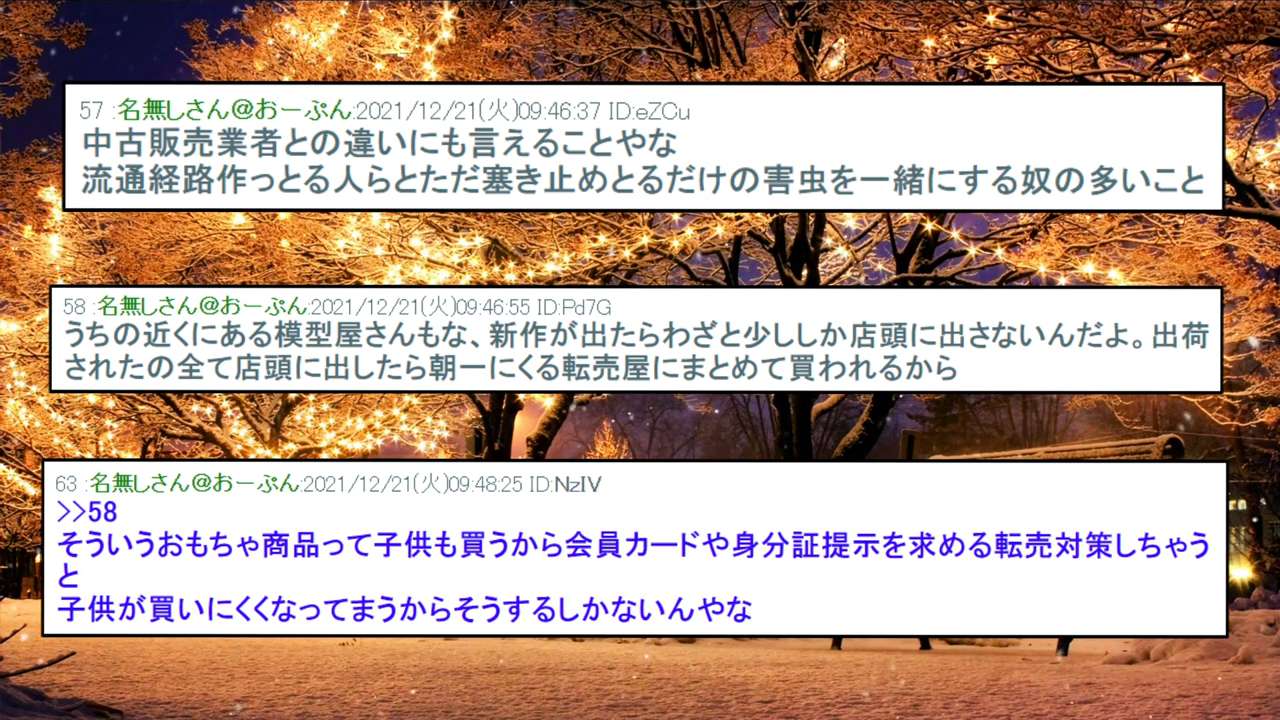 57 :名無しさん@おーぷん:2021/12/21(火)09:46:37 ID:eZCu
中古販売業者との違いにも言えることやな
流通経路作っとる人らとただ塞き止めとるだけの害虫を一緒にする奴の多いこと
58 :名無しさん@おーぷん:2021/12/21(火)09:46:55 ID:Pd7G
うちの近くにある模型屋さんもな、新作が出たらわざと少ししか店頭に出さないんだよ。出荷
されたの全て店頭に出したら朝一にくる転売屋にまとめて買われるから
63 :名無しさん@おーぷん:2021/12/21(火)09:48:25 ID:NzIV
>>58
そういうおもちゃ商品って子供も買うから会員カードや身分証提示を求める転売対策しちゃう
と
子供が買いにくくなってまうからそうするしかないんやな